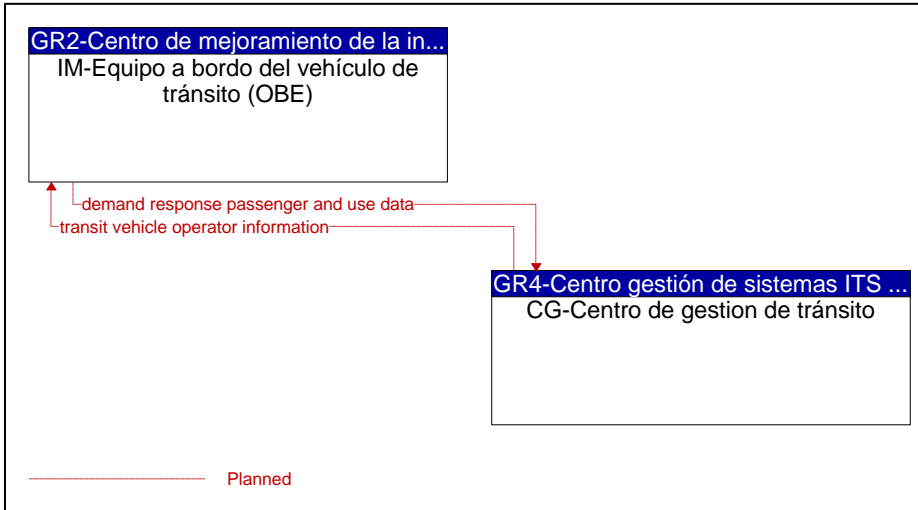 GR2-Centro de mejoramiento de la in...
IM-Equipo a bordo del vehículo de
tránsito (OBE)
demand response passenger and use data
transit vehicle operator information
GR4-Centro gestión de sistemas ITS ...
CG-Centro de gestion de tránsito
Planned